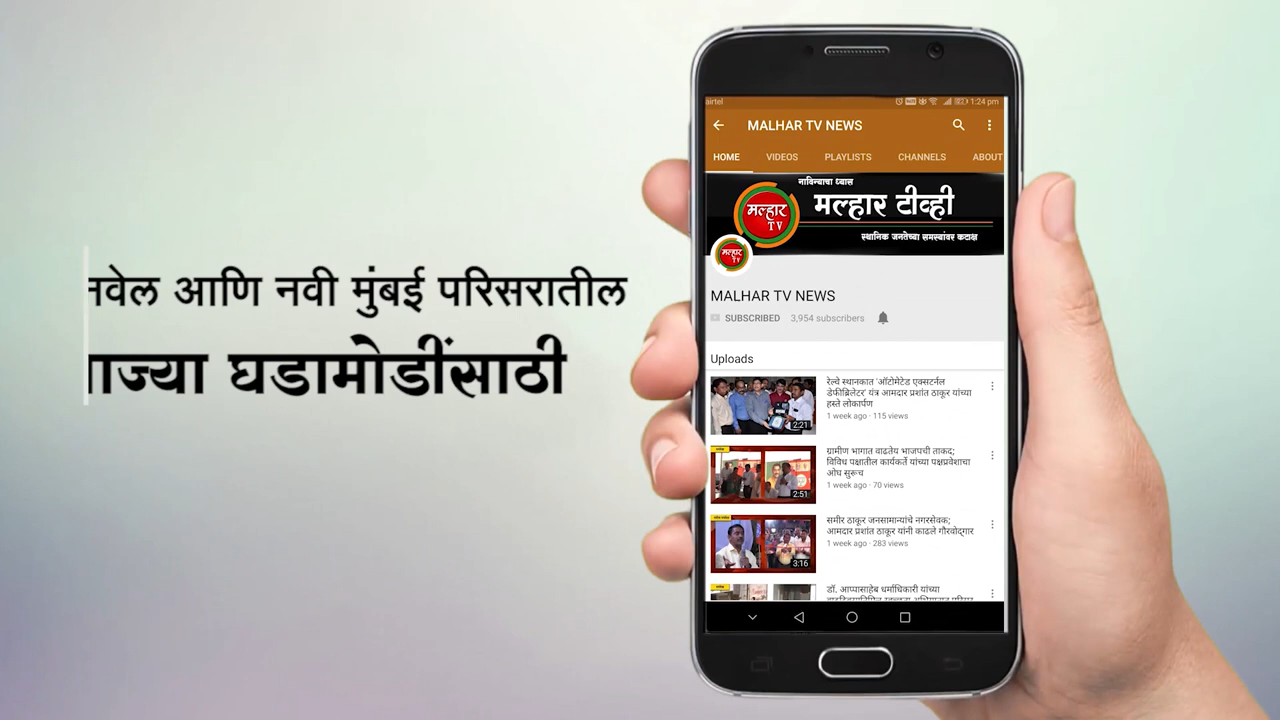 नवेल आणि नवी मुंबई परिसरातील
ाज्या घडामोडींसाठी
airtel
1:24 pm
MALHAR TV NEWS
HOME VIDEOS PLAYLISTS CHANNELS ABOUT
नाविन्याचा ध्यास
मल्हार TV
मल्हार टीव्ही
स्थानिक जनतेच्या समस्यांवर कटाक्ष
मल्हार TV
MALHAR TV NEWS
SUBSCRIBED 3,954 subscribers
Uploads
रेल्वे स्थानकात 'ऑटोमेटेड एक्सटर्नल
डेफीब्रिलेटर' यंत्र आमदार प्रशांत ठाकूर यांच्या
हस्ते लोकार्पण
1 week ago · 115 views
2:21
ग्रामीण भागात वाढतेय भाजपची ताकद;
विविध पक्षातील कार्यकर्ते यांच्या पक्षप्रवेशाचा
ओघ सुरूच
1 week ago · 70 views
2:51
समीर ठाकूर जनसामान्यांचे नगरसेवक;
आमदार प्रशांत ठाकूर यांनी काढले गौरवोद्गार
1 week ago · 283 views
3:16
डॉ. आप्पासाहेब धर्माधिकारी यांच्या